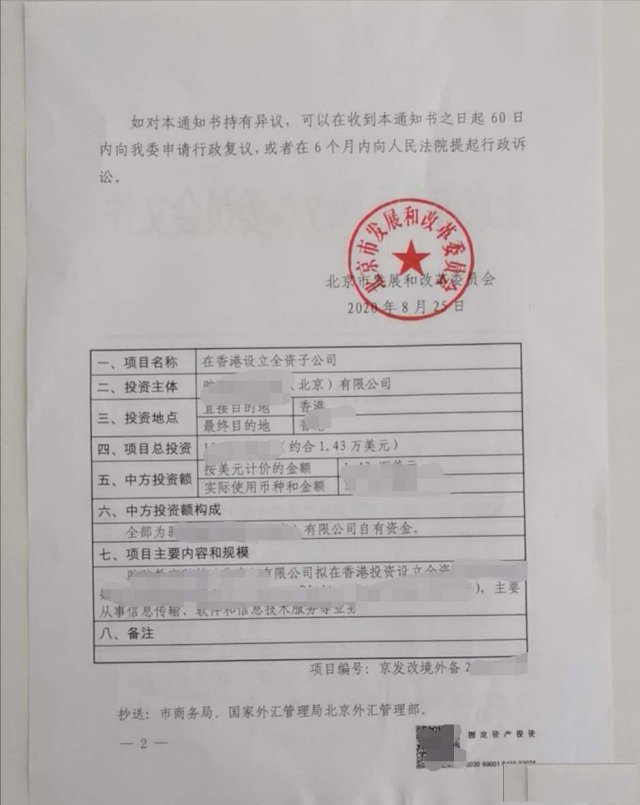 如对本通知书持有异议，可以在收到本通知书之日起 60 日
内向我委申请行政复议，或者在 6 个月内向人民法院提起行政诉
讼。
北京市发展和改革委员会
北京市发展和改革委员会
2020 年 8 月 25 日
一、项目名称 在香港设立全资子公司
二、投资主体 （北京）有限公司
三、投资地点 直接目的地 香港
最终目的地
四、项目总投资 （约合 1.43 万美元）
五、中方投资额 按美元计价的金额
实际使用币种和金额
六、中方投资额构成
全部为 有限公司自有资金。
七、项目主要内容和规模
有限公司拟在香港投资设立全资
），主要
从事信息传输、软件和信息技术服务等业务
八、备注
项目编号：京发改境外备 2
抄送：市商务局、国家外汇管理局北京外汇管理部。
— 2 —
固定资产投资